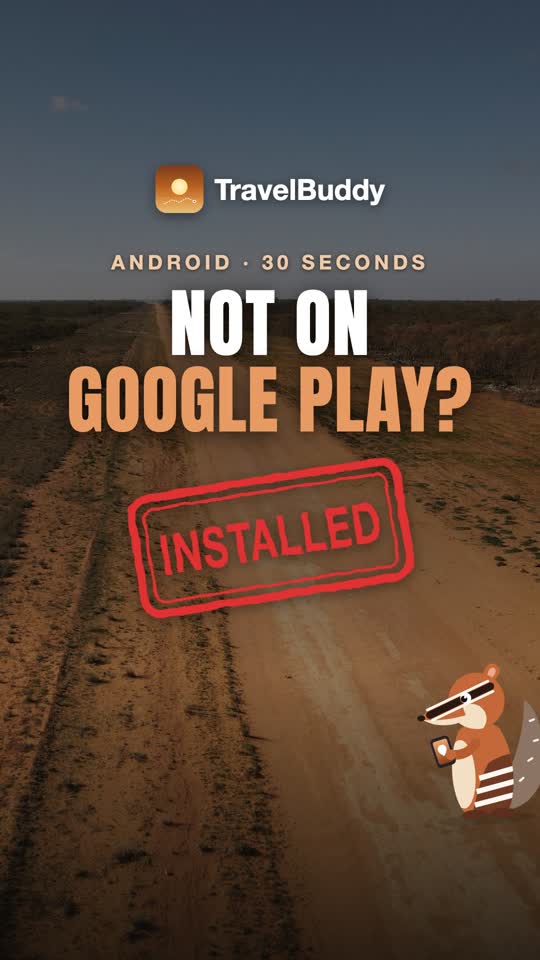 TravelBuddy
ANDROID · 30 SECONDS
NOT ON
GOOGLE PLAY?
INSTALLED